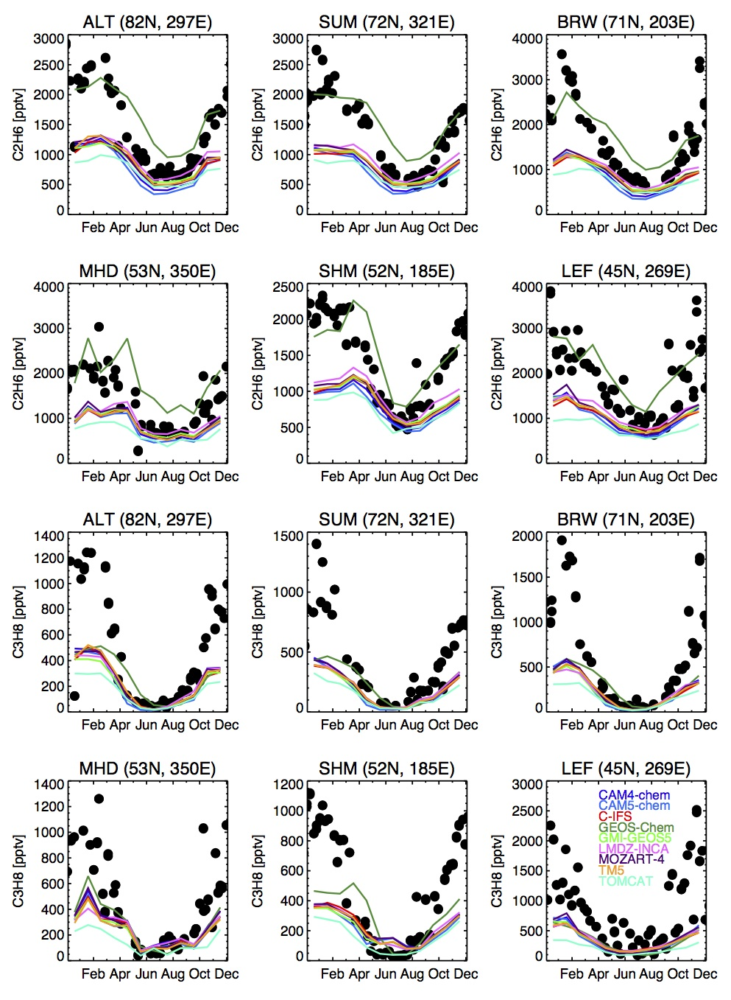 ALT (82N, 297E)
SUM (72N, 321E)
BRW (71N, 203E)
3000
2500
2000
1500
1000
500
0
C2H6 [pptv]
Feb Apr Jun Aug Oct Dec
3000
2500
2000
1500
1000
500
0
C2H6 [pptv]
Feb Apr Jun Aug Oct Dec
4000
3000
2000
1000
0
C2H6 [pptv]
Feb Apr Jun Aug Oct Dec
MHD (53N, 350E)
SHM (52N, 185E)
LEF (45N, 269E)
4000
3000
2000
1000
0
C2H6 [pptv]
Feb Apr Jun Aug Oct Dec
2500
2000
1500
1000
500
0
C2H6 [pptv]
Feb Apr Jun Aug Oct Dec
4000
3000
2000
1000
0
C2H6 [pptv]
Feb Apr Jun Aug Oct Dec
ALT (82N, 297E)
SUM (72N, 321E)
BRW (71N, 203E)
1400
1200
1000
800
600
400
200
0
C3H8 [pptv]
Feb Apr Jun Aug Oct Dec
1000
500
0
C3H8 [pptv]
Feb Apr Jun Aug Oct Dec
2000
1500
1000
500
0
C3H8 [pptv]
Feb Apr Jun Aug Oct Dec
MHD (53N, 350E)
SHM (52N, 185E)
LEF (45N, 269E)
1400
1200
1000
800
600
400
200
0
C3H8 [pptv]
Feb Apr Jun Aug Oct Dec
1200
1000
800
600
400
200
0
C3H8 [pptv]
Feb Apr Jun Aug Oct Dec
3000
2500
2000
1500
1000
500
0
C3H8 [pptv]
CAM4-chem
CAM5-chem
C-IFS
GEOS-Chem
GMI-GEOS5
LMDZ-INCA
MOZART-4
TM5
TOMCAT
Feb Apr Jun Aug Oct Dec